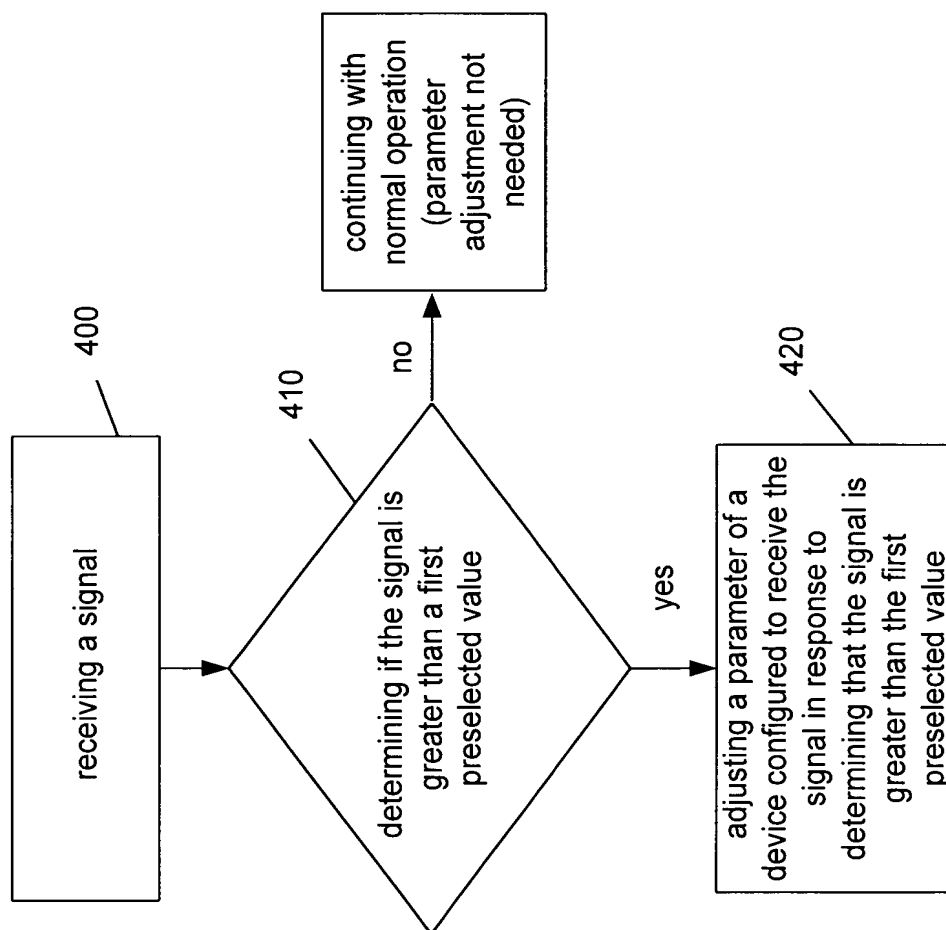 receiving a signal
400
determining if the signal is
greater than a first
preselected value
410
no
continuing with
normal operation
(parameter
adjustment not
needed)
yes
adjusting a parameter of a
device configured to receive the
signal in response to
determining that the signal is
greater than the first
preselected value
420